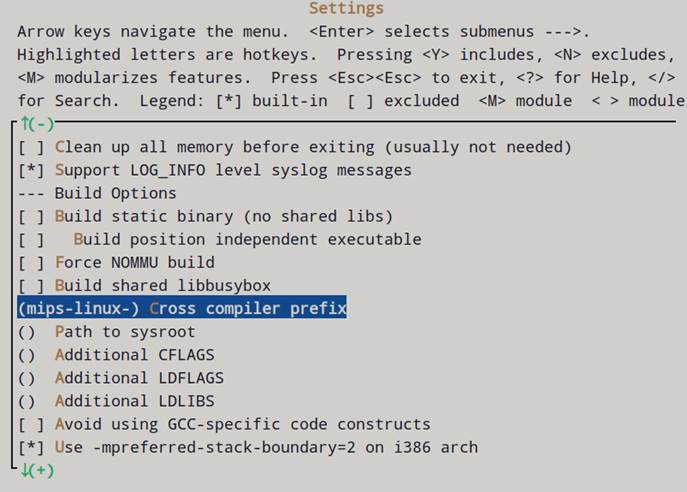 Settings
Arrow keys navigate the menu.  <Enter> selects submenus --->.
Highlighted letters are hotkeys.  Pressing <Y> includes, <N> excludes,
<M> modularizes features.  Press <Esc><Esc> to exit, <?> for Help, </>
for Search.  Legend: [*] built-in  [ ] excluded  <M> module  < > module
↑(-)
[ ] Clean up all memory before exiting (usually not needed)
[*] Support LOG_INFO level syslog messages
--- Build Options
[ ] Build static binary (no shared libs)
[ ]   Build position independent executable
[ ] Force NOMMU build
[ ] Build shared libbusybox
(mips-linux-) Cross compiler prefix
()  Path to sysroot
()  Additional CFLAGS
()  Additional LDFLAGS
()  Additional LDLIBS
[ ] Avoid using GCC-specific code constructs
[*] Use -mpreferred-stack-boundary=2 on i386 arch
↓(+)